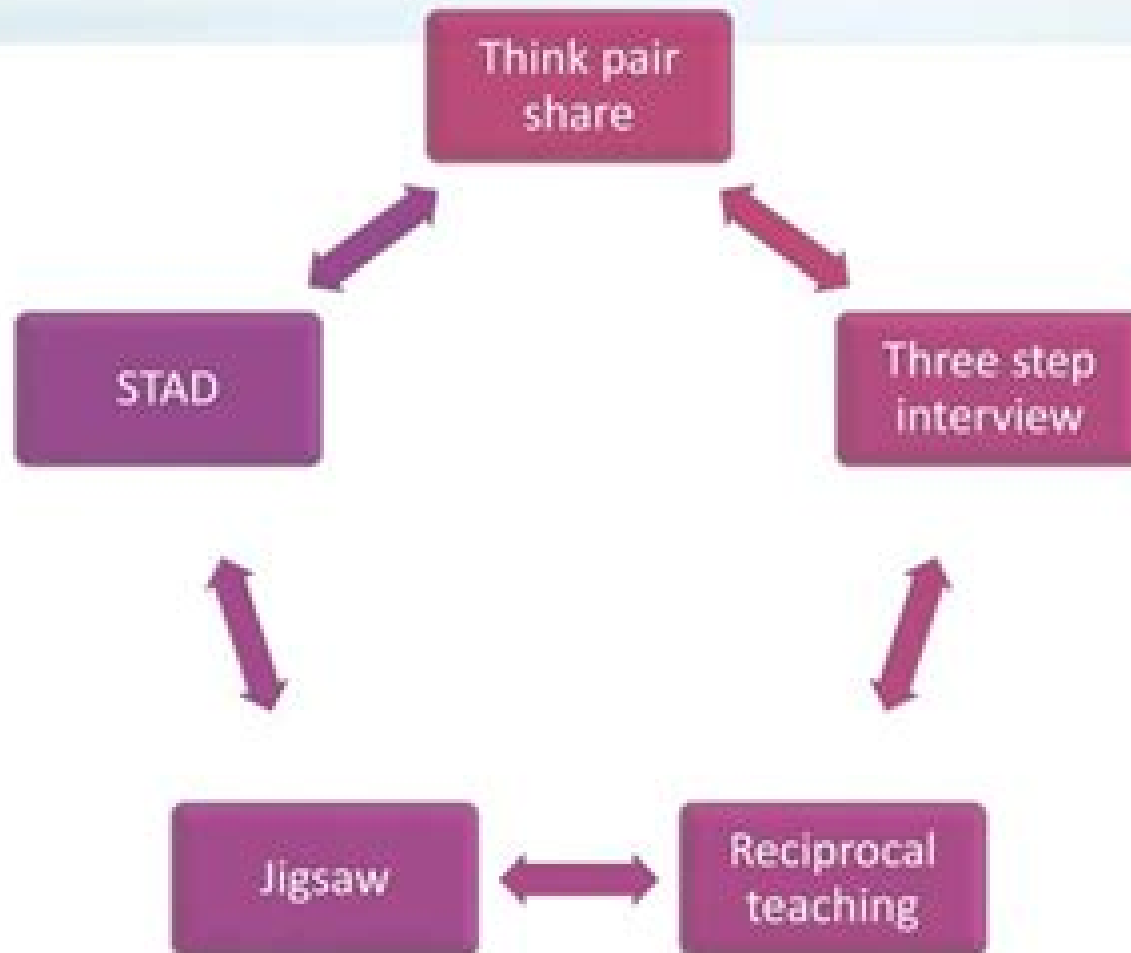 Think pair
share
STAD
Three step
interview
Jigsaw
Reciprocal
teaching